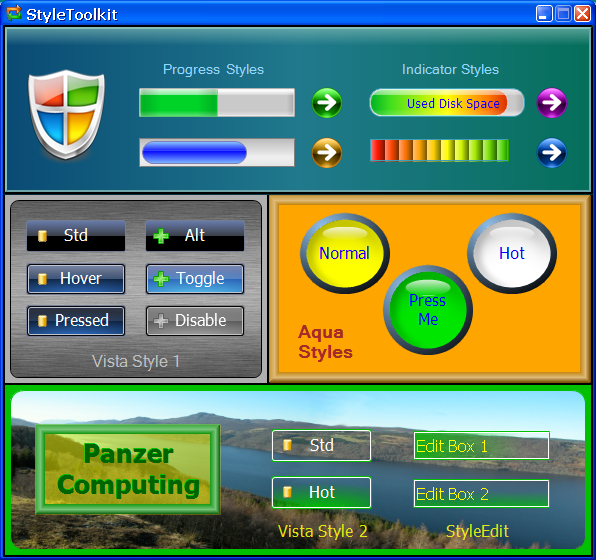 StyleToolkit
Progress Styles
Indicator Styles
Used Disk Space
Std
Alt
Hover
Toggle
Pressed
Disable
Vista Style 1
Normal
Hot
Press
Me
Aqua
Styles
Panzer
Computing
Std
Edit Box 1
Hot
Edit Box 2
Vista Style 2
StyleEdit